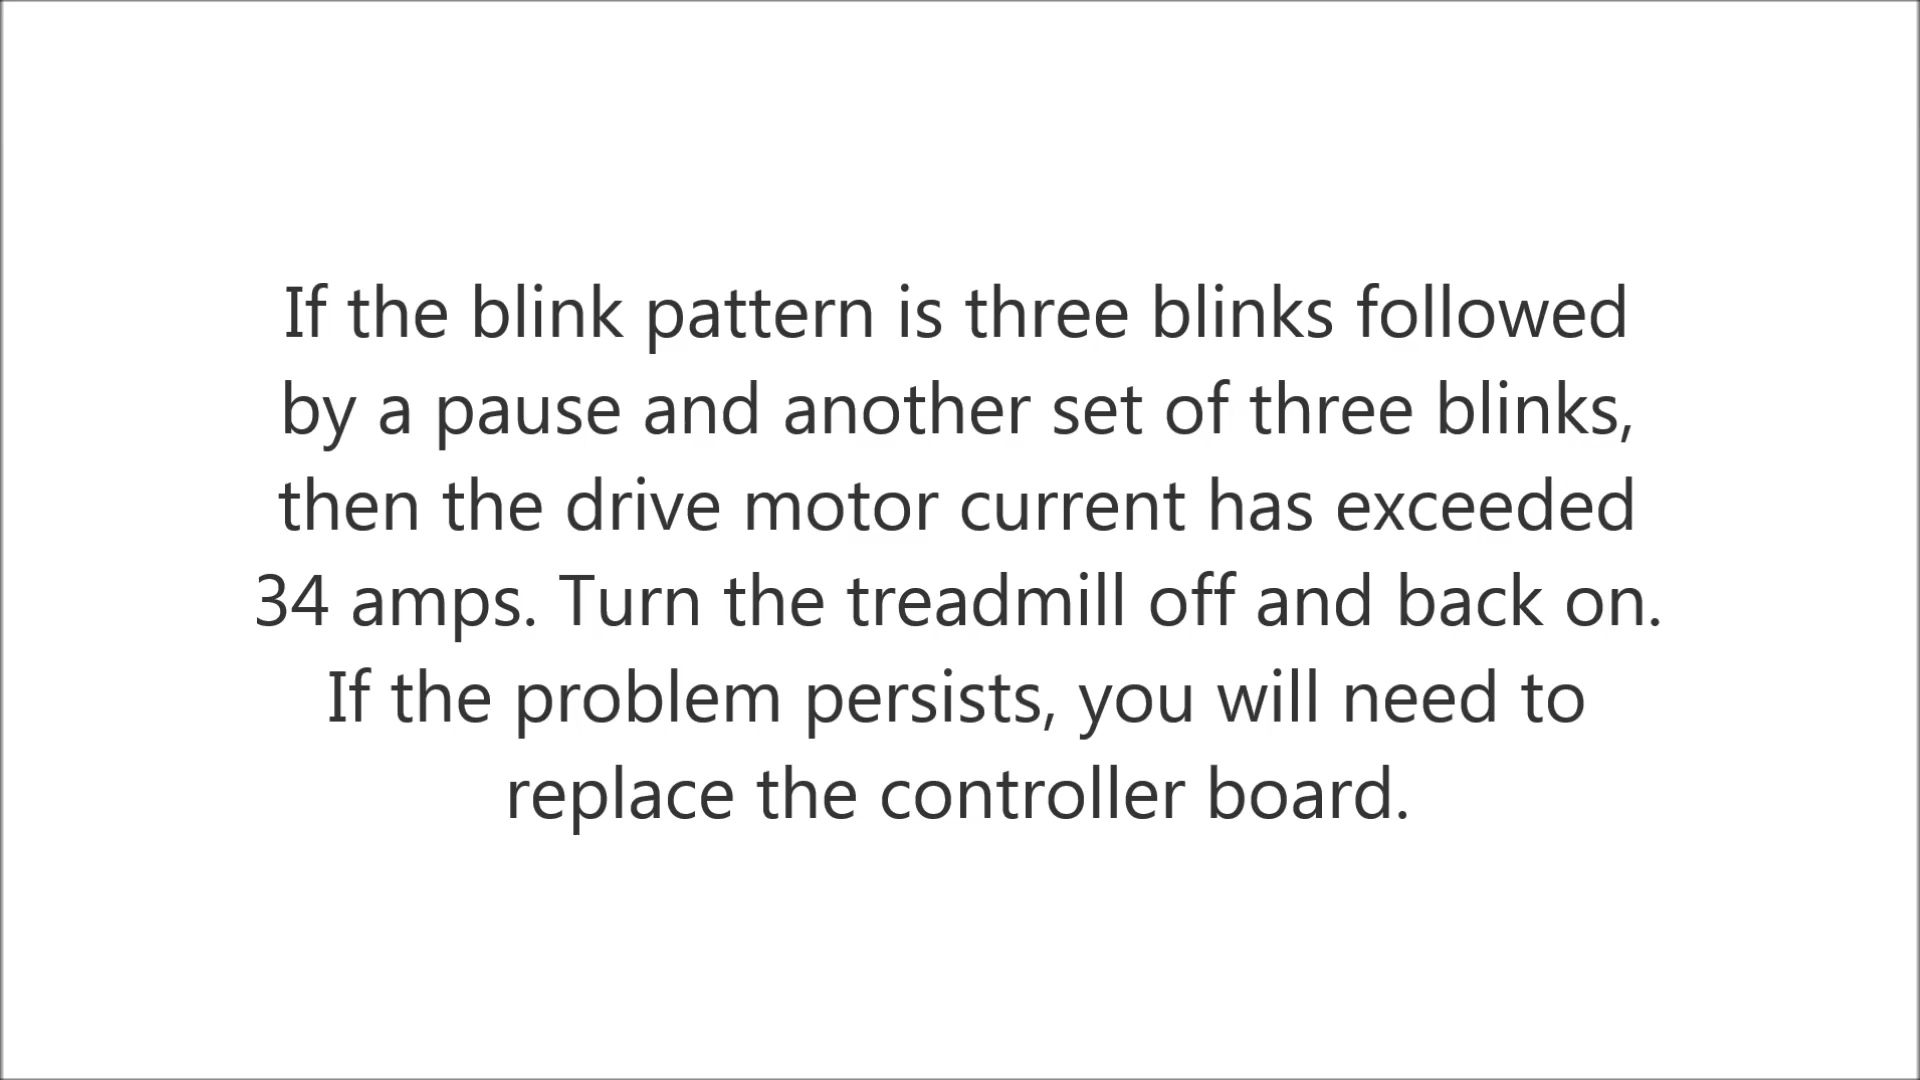 If the blink pattern is three blinks followed
by a pause and another set of three blinks,
then the drive motor current has exceeded
34 amps. Turn the treadmill off and back on.
If the problem persists, you will need to
replace the controller board.